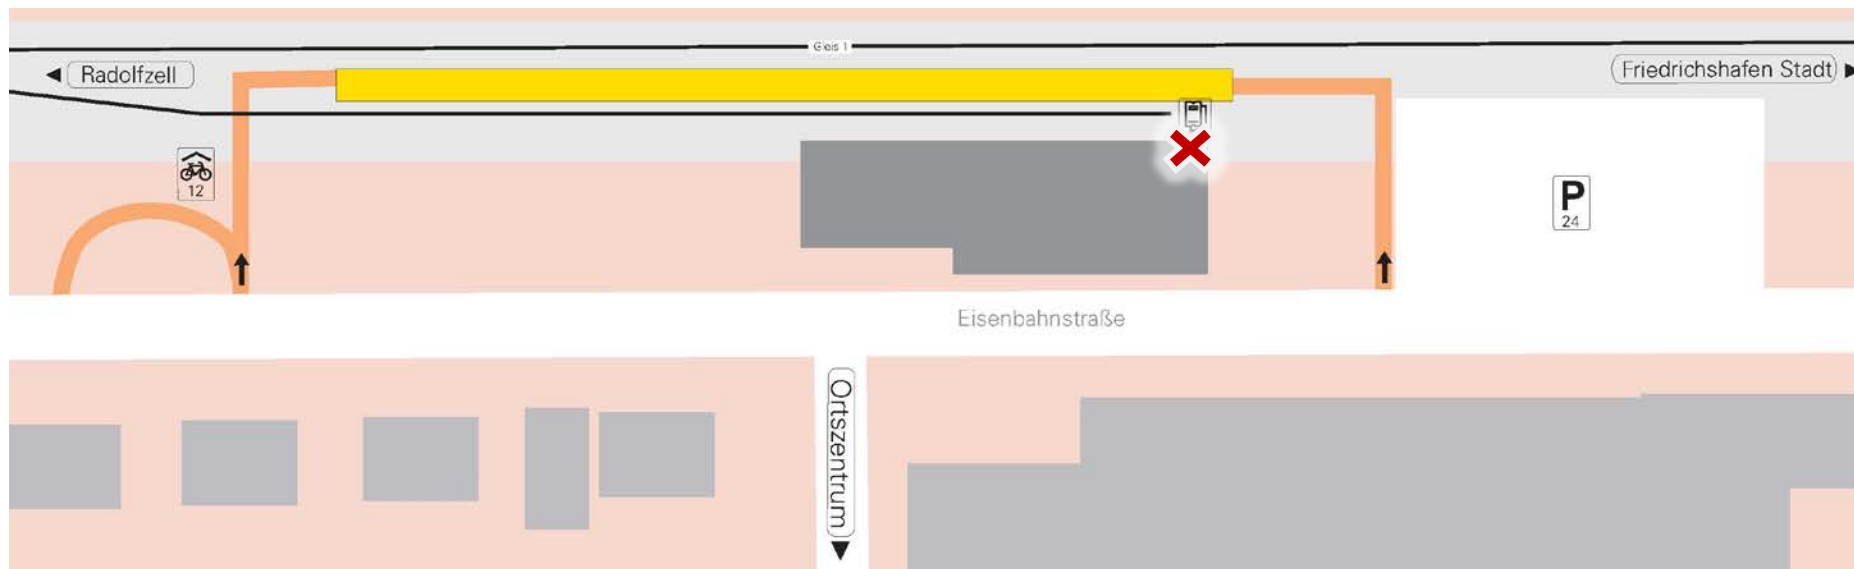 Gleis 1
Radolfzell
Friedrichshafen Stadt
12
P
24
Eisenbahnstraße
Ortszentrum